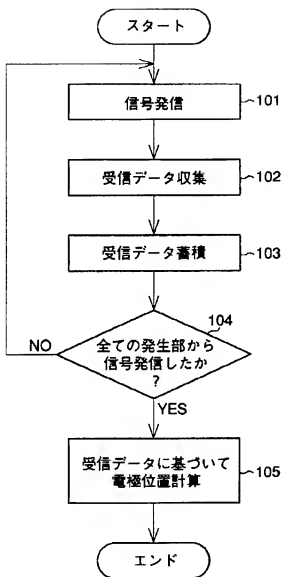 スタート
信号発信
101
受信データ収集
102
受信データ蓄積
103
104
全ての発生部から
信号発信したか
?
NO
YES
受信データに基づいて
電極位置計算
105
エンド